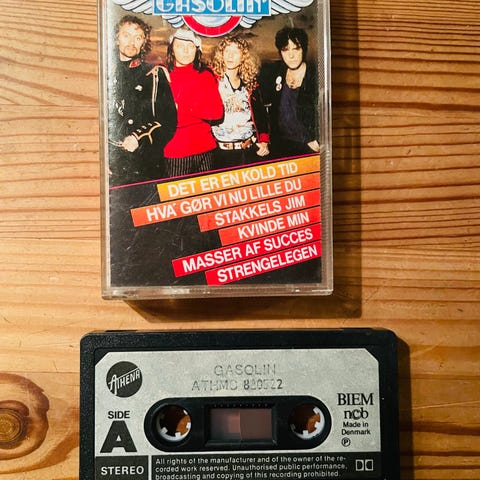 GASOLIN'
DET ER EN KOLD TID
HVA' GØR VI NU LILLE DU
STAKKELS JIM
KVINDE MIN
MASSER AF SUCCES
STRENGELEGEN
ATHENA
GASOLIN
ATHMC 830522
SIDE
A
STEREO
BIEM
ncb
Made in
Denmark
Ⓟ
All rights of the manufacturer and of the owner of the re-
corded work reserved. Unauthorised public performance,
broadcasting and copying of this recording prohibited.